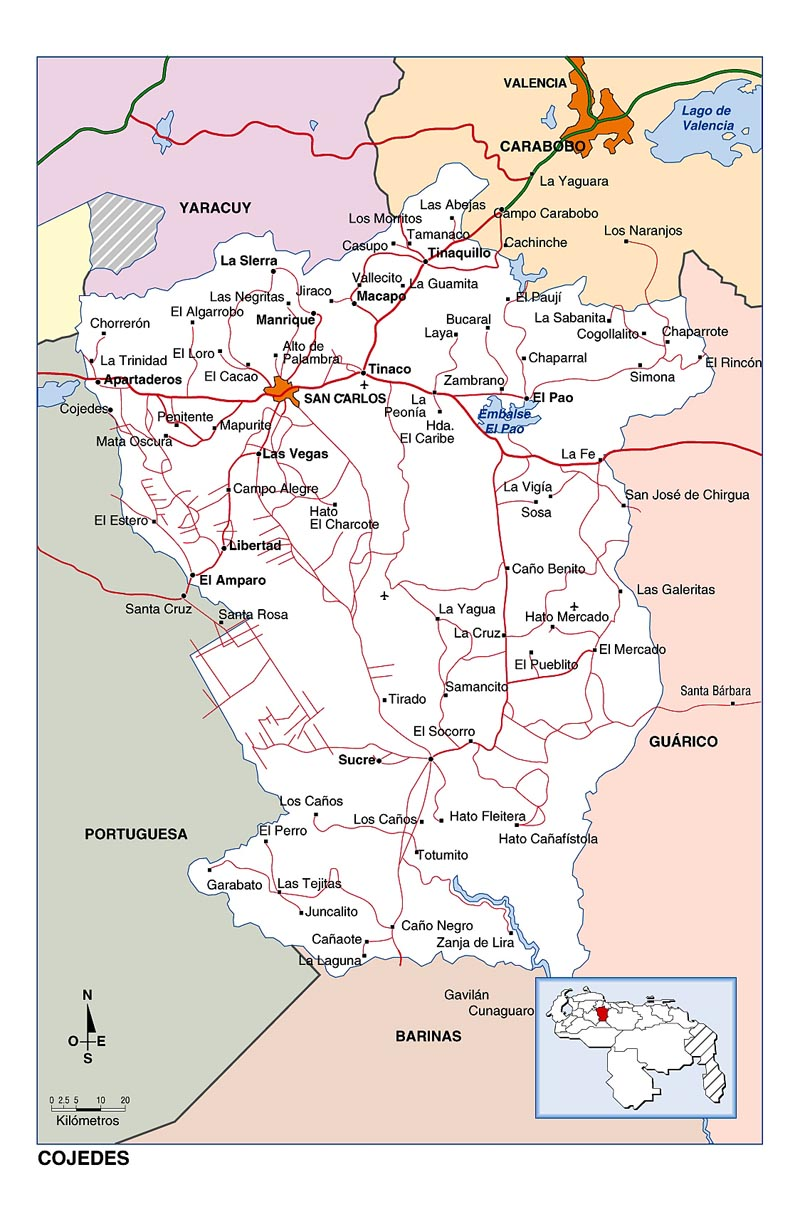 VALENCIA
Lago de
Valencia
CARABOBO
La Yaguara
YARACUY
Las Abejas
Campo Carabobo
Los Morritos
Tamanaco
Los Naranjos
Casupo
Cachinche
Tinaquillo
La SIerra
Vallecito
La Guamita
Jiraco
Macapo
Las Negritas
El Paují
El Algarrobo
Manrique
Bucaral
La Sabanita
Chorrerón
Laya
Cogollalito
Chaparrote
Alto de
Palambra
El Loro
La Trinidad
Chaparral
El Rincón
El Cacao
Tinaco
Simona
Apartaderos
Zambrano
SAN CARLOS
La
Peonía
El Pao
Cojedes
Penitente
Embalse
El Pao
Mapurite
Hda.
El Caribe
Mata Oscura
Las Vegas
La Fe
Campo Alegre
La Vigía
San José de Chirgua
Hato
El Charcote
Sosa
El Estero
Libertad
Caño Benito
El Amparo
Las Galeritas
Santa Cruz
La Yagua
Santa Rosa
Hato Mercado
La Cruz
El Mercado
El Pueblito
Samancito
Santa Bárbara
Tirado
El Socorro
GUÁRICO
Sucre
Los Caños
Los Caños
Hato Fleitera
PORTUGUESA
El Perro
Hato Cañafístola
Totumito
Garabato
Las Tejitas
Juncalito
Caño Negro
Cañaote
Zanja de Lira
La Laguna
Gavilán
Cunaguaro
N
BARINAS
O
E
S
0 2.5 5 10 20
Kilómetros
COJEDES